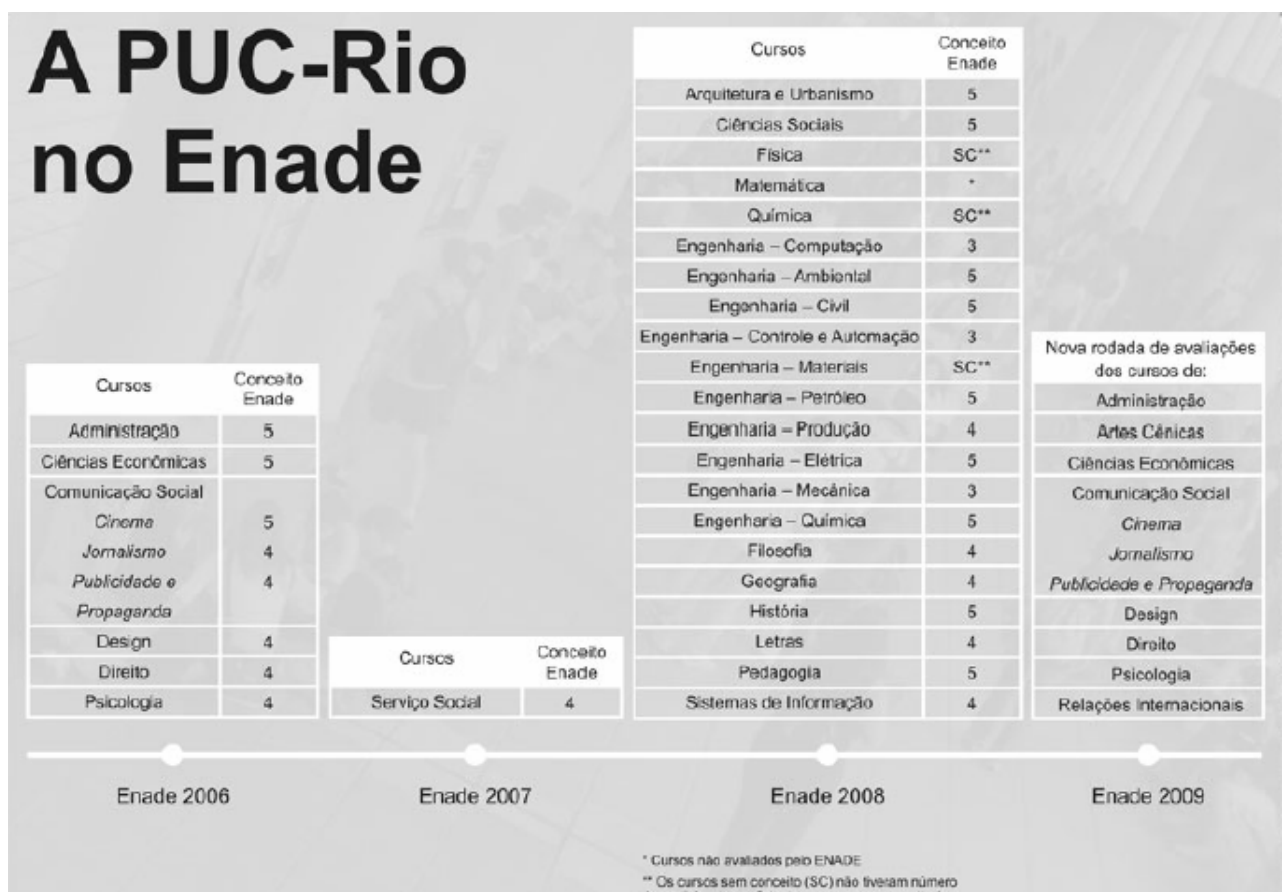 A PUC-Rio
no Enade
Cursos Conceito
Enade
Administração 5
Ciências Econômicas 5
Comunicação Social
Cinema 5
Jornalismo 4
Publicidade e 4
Propaganda
Design 4
Direito 4
Psicologia 4
Cursos Conceito
Enade
Serviço Social 4
Cursos Conceito
Enade
Arquitetura e Urbanismo 5
Ciências Sociais 5
Física SC**
Matemática *
Química SC**
Engenharia – Computação 3
Engenharia – Ambiental 5
Engenharia – Civil 5
Engenharia – Controle e Automação 3
Engenharia – Materiais SC**
Engenharia – Petróleo 5
Engenharia – Produção 4
Engenharia – Elétrica 5
Engenharia – Mecânica 3
Engenharia – Química 5
Filosofia 4
Geografia 4
História 5
Letras 4
Pedagogia 5
Sistemas de Informação 4
Nova rodada de avaliações
dos cursos de:
Administração
Artes Cênicas
Ciências Econômicas
Comunicação Social
Cinema
Jornalismo
Publicidade e Propaganda
Design
Direito
Psicologia
Relações Internacionais
Enade 2006 Enade 2007 Enade 2008 Enade 2009
* Cursos não avaliados pelo ENADE
** Os cursos sem conceito (SC) não tiveram número